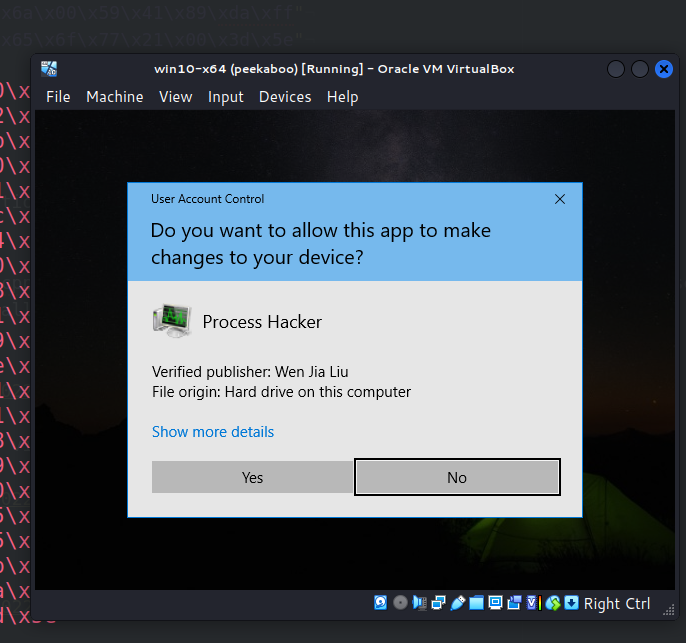 x6a\x00\x59\x41\x89\xda\xff"
x65\x6f\x77\x21\x00\x3d\x5e"
win10-x64 (peekaboo) [Running] - Oracle VM VirtualBox
File Machine View Input Devices Help
User Account Control
Do you want to allow this app to make
changes to your device?
Process Hacker
Verified publisher: Wen Jia Liu
File origin: Hard drive on this computer
Show more details
Yes No
Right Ctrl